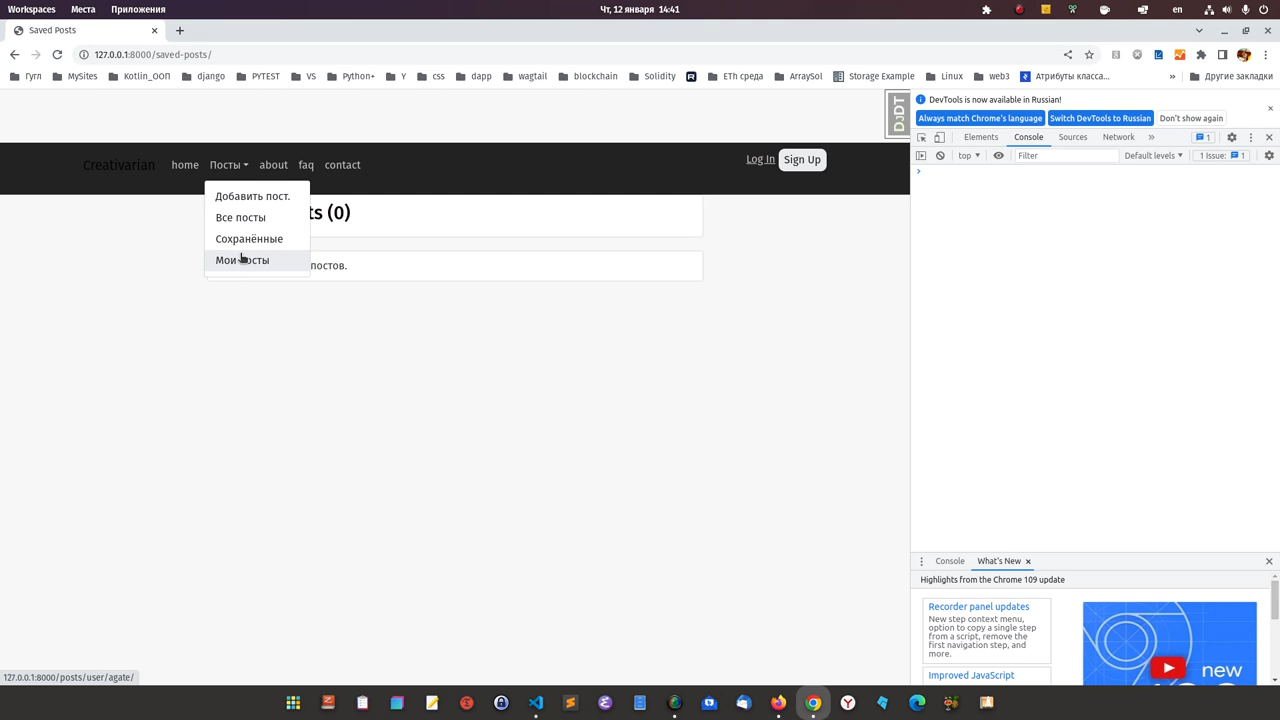 Workspaces Места Приложения Чт, 12 января 14:41 en
Saved Posts
127.0.0.1:8000/saved-posts/
Гугл MySites Kotlin_ООП django PYTEST VS Python+ Y css dapp wagtail blockchain Solidity ETh среда ArraySol Storage Example Linux web3 Атрибуты класса... » Другие закладки
DJDT
DevTools is now available in Russian!
Always match Chrome's language Switch DevTools to Russian Don't show again
Elements Console Sources Network » 1
top Filter Default levels 1 Issue: 1
Creativarian home Посты about faq contact Log In Sign Up
Добавить пост.
Все посты
Сохранённые
Мои посты
ts (0)
постов.
Console What's New
Highlights from the Chrome 109 update
Recorder panel updates
New step context menu,
option to copy a single step
from a script, remove the
first navigation step, and
more.
Improved JavaScript
new
127.0.0.1:8000/posts/user/agate/